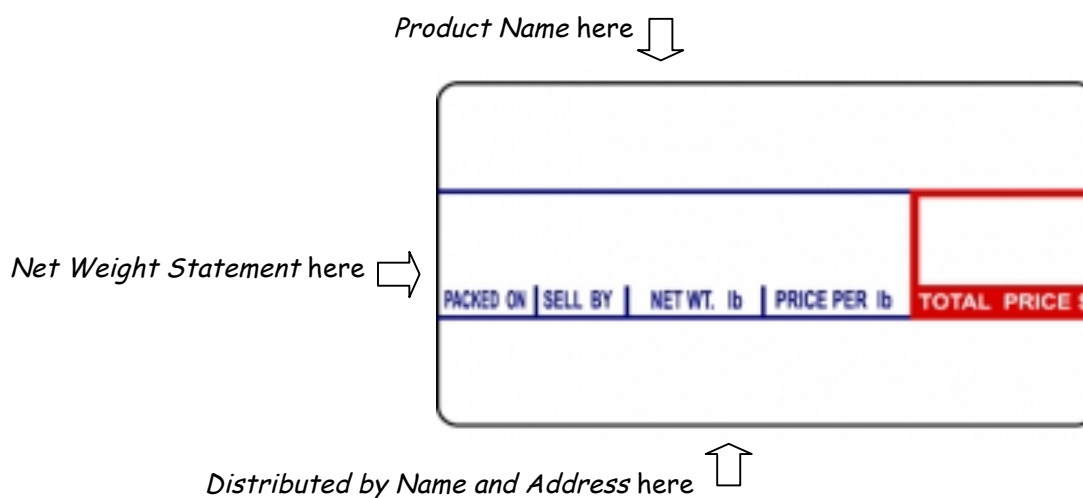 Product Name here
Net Weight Statement here
PACKED ON SELL BY NET WT. lb PRICE PER lb TOTAL PRICE $
Distributed by Name and Address here